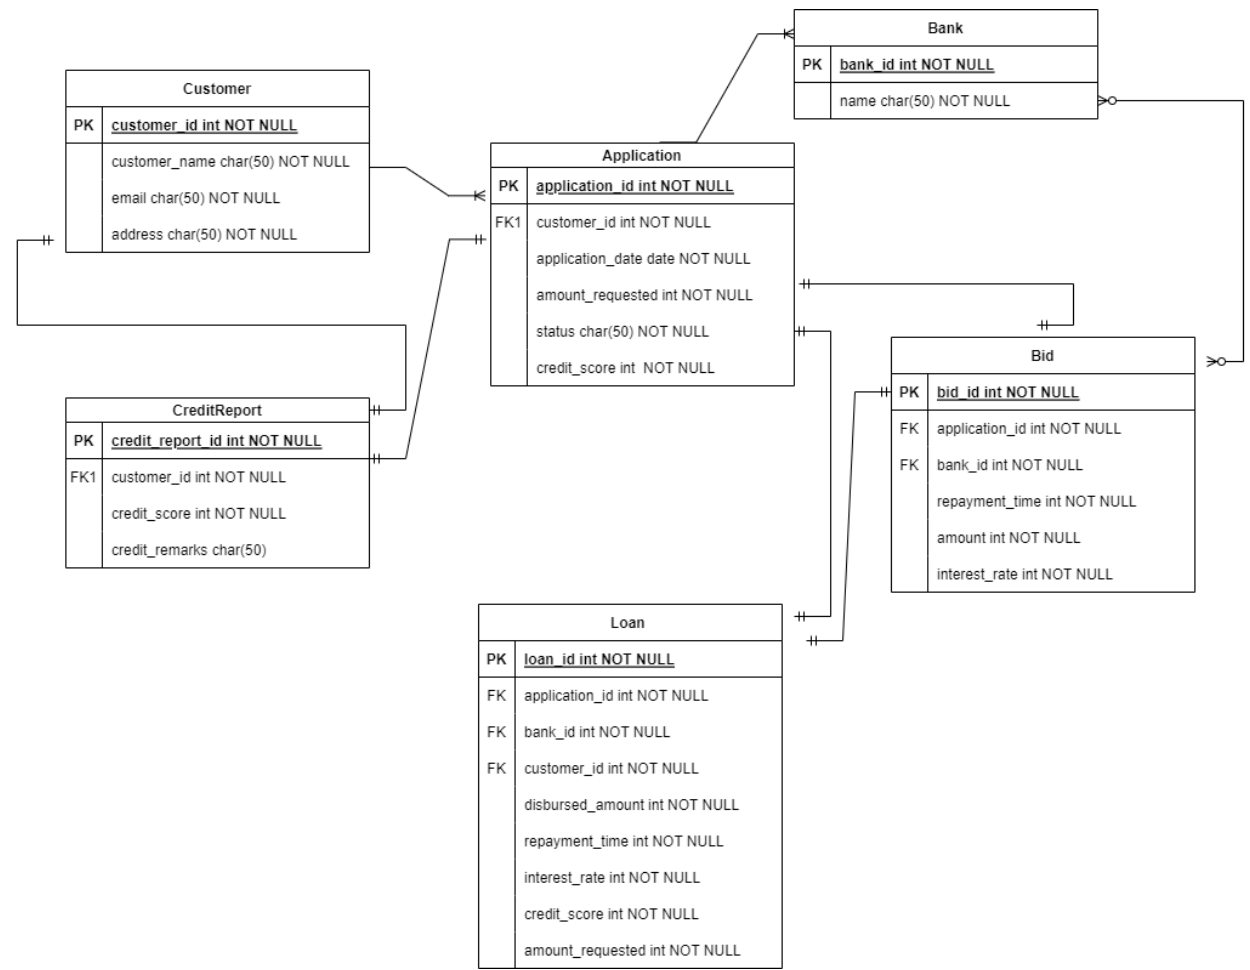 Bank
PK bank_id int NOT NULL
name char(50) NOT NULL
Customer
PK customer_id int NOT NULL
customer_name char(50) NOT NULL
email char(50) NOT NULL
address char(50) NOT NULL
Application
PK application_id int NOT NULL
FK1 customer_id int NOT NULL
application_date date NOT NULL
amount_requested int NOT NULL
status char(50) NOT NULL
credit_score int NOT NULL
CreditReport
PK credit_report_id int NOT NULL
FK1 customer_id int NOT NULL
credit_score int NOT NULL
credit_remarks char(50)
Bid
PK bid_id int NOT NULL
FK application_id int NOT NULL
FK bank_id int NOT NULL
repayment_time int NOT NULL
amount int NOT NULL
interest_rate int NOT NULL
Loan
PK loan_id int NOT NULL
FK application_id int NOT NULL
FK bank_id int NOT NULL
FK customer_id int NOT NULL
disbursed_amount int NOT NULL
repayment_time int NOT NULL
interest_rate int NOT NULL
credit_score int NOT NULL
amount_requested int NOT NULL